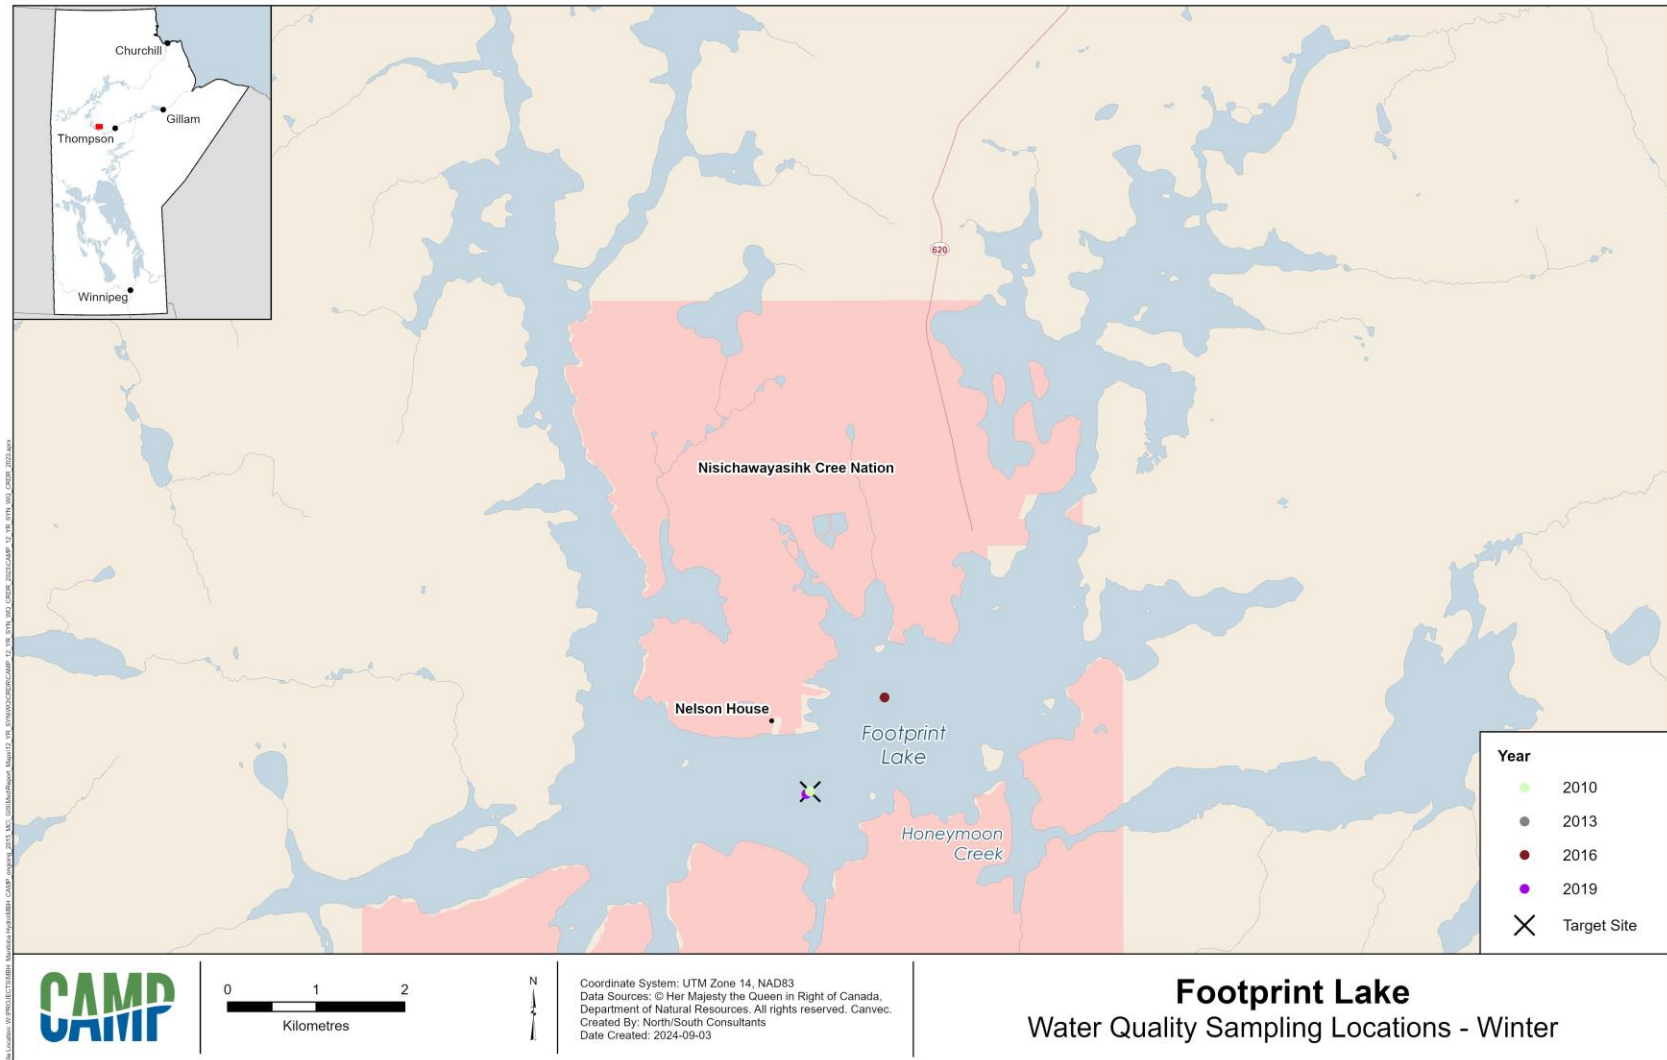 Churchill
Gillam
Thompson
Winnipeg
620
Nisichawayasihk Cree Nation
Nelson House
Footprint
Lake
Honeymoon
Creek
Year
2010
2013
2016
2019
Target Site
CAMP
0 1 2
Kilometres
N
Coordinate System: UTM Zone 14, NAD83
Data Sources: © Her Majesty the Queen in Right of Canada,
Department of Natural Resources. All rights reserved. Canvec.
Created By: North/South Consultants
Date Created: 2024-09-03
Footprint Lake
Water Quality Sampling Locations - Winter